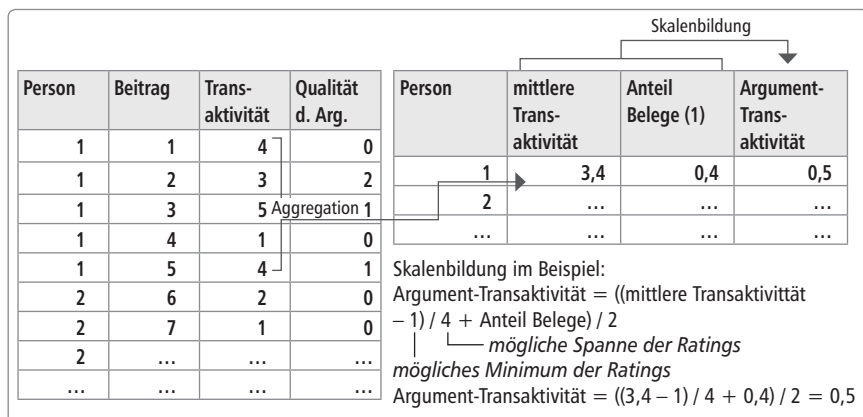 Skalenbildung
Person Beitrag Trans- Qualität
aktivität d. Arg.
1 1 4 0
1 2 3 2
1 3 5 Aggregation 1
1 4 1 0
1 5 4 1
2 6 2 0
2 7 1 0
2 ... ... ...
... ... ... ...
Person mittlere Anteil Argument-
Trans- Belege (1) Trans-
aktivität aktivität
1 3,4 0,4 0,5
2 ... ... ...
... ... ... ...
Skalenbildung im Beispiel:
Argument-Transaktivität = ((mittlere Transaktivittät
– 1) / 4 + Anteil Belege) / 2
mögliche Spanne der Ratings
mögliches Minimum der Ratings
Argument-Transaktivität = ((3,4 – 1) / 4 + 0,4) / 2 = 0,5